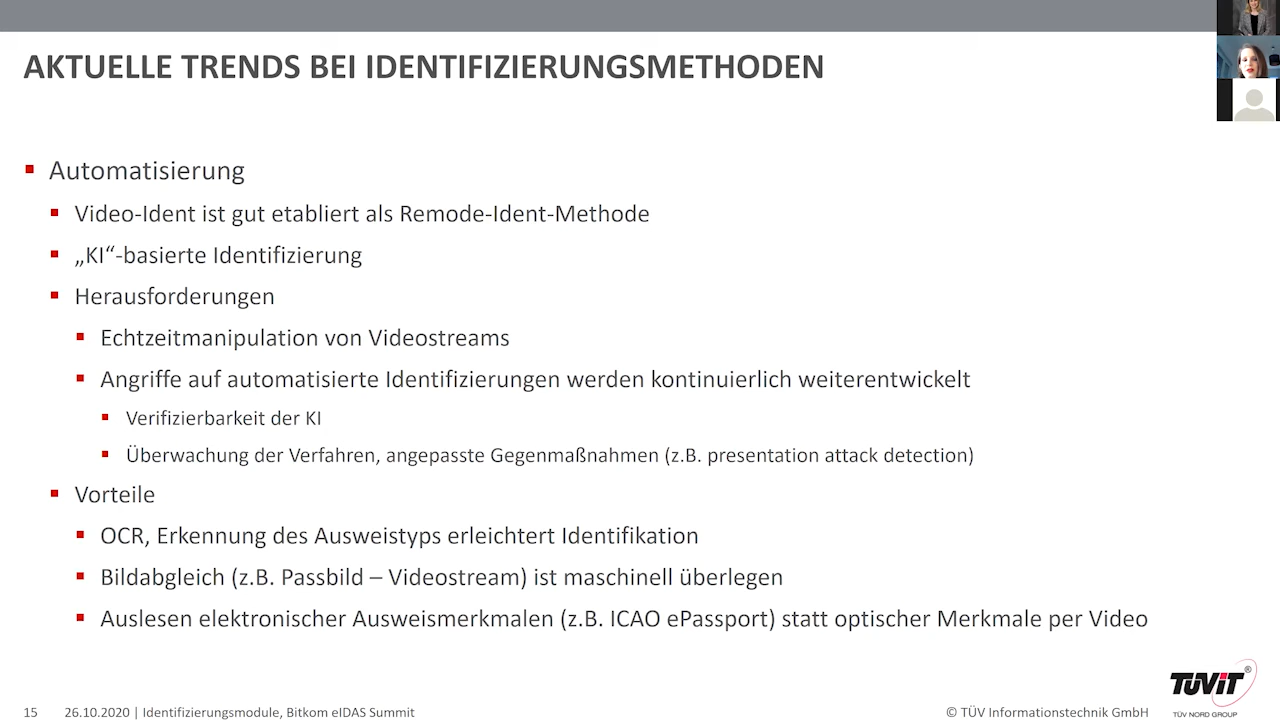 AKTUELLE TRENDS BEI IDENTIFIZIERUNGSMETHODEN
Automatisierung
Video-Ident ist gut etabliert als Remode-Ident-Methode
„KI“-basierte Identifizierung
Herausforderungen
Echtzeitmanipulation von Videostreams
Angriffe auf automatisierte Identifizierungen werden kontinuierlich weiterentwickelt
Verifizierbarkeit der KI
Überwachung der Verfahren, angepasste Gegenmaßnahmen (z.B. presentation attack detection)
Vorteile
OCR, Erkennung des Ausweistyps erleichtert Identifikation
Bildabgleich (z.B. Passbild – Videostream) ist maschinell überlegen
Auslesen elektronischer Ausweismerkmalen (z.B. ICAO ePassport) statt optischer Merkmale per Video
TÜViT®
TÜV NORD GROUP
15 26.10.2020 | Identifizierungsmodule, Bitkom eIDAS Summit © TÜV Informationstechnik GmbH